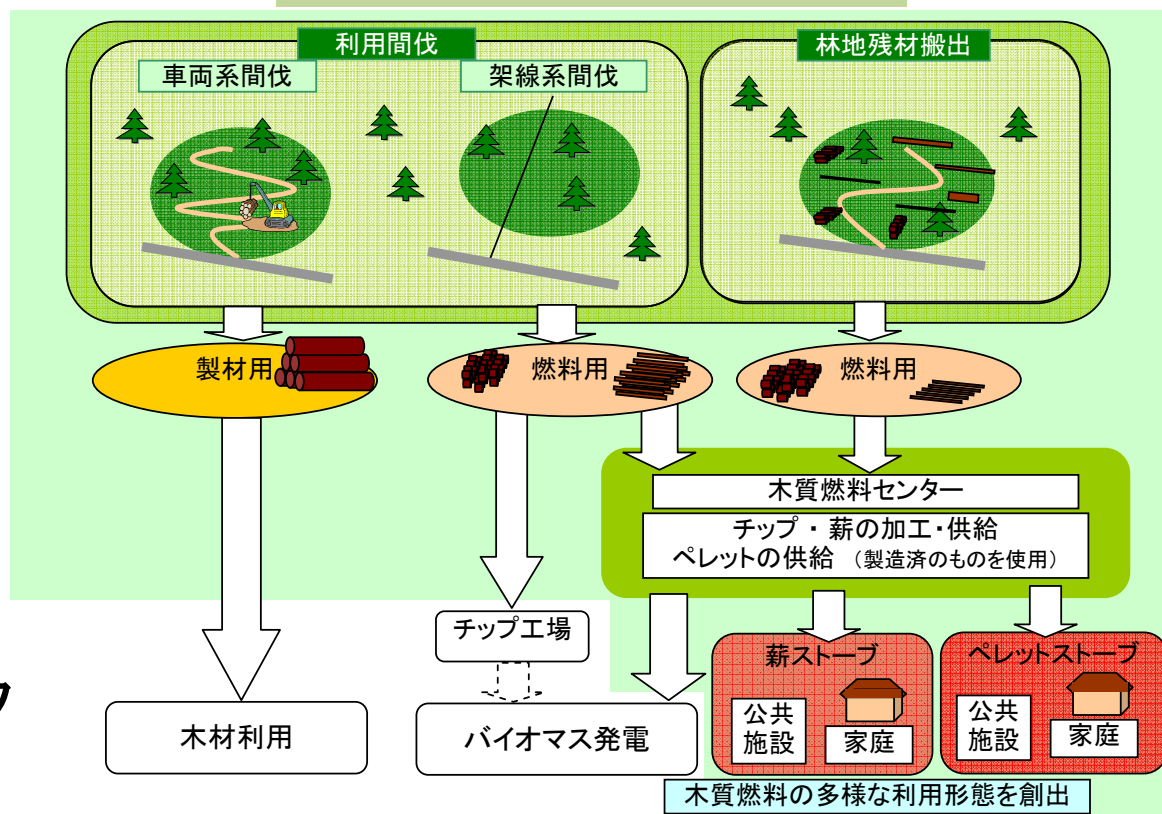 利用間伐
林地残材搬出
車両系間伐
架線系間伐
製材用
燃料用
燃料用
木質燃料センター
チップ ・ 薪の加工・供給
ペレットの供給 （製造済のものを使用）
チップ工場
薪ストーブ
ペレットストーブ
公共
施設
家庭
公共
施設
家庭
木材利用
バイオマス発電
木質燃料の多様な利用形態を創出